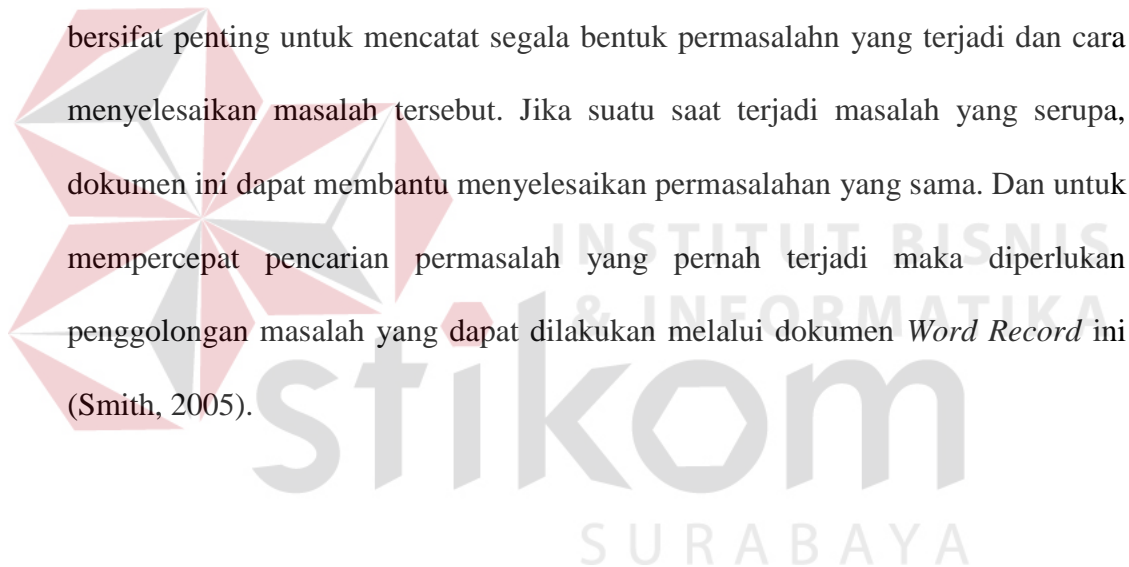 bersifat penting untuk mencatat segala bentuk permasalahn yang terjadi dan cara
menyelesaikan masalah tersebut. Jika suatu saat terjadi masalah yang serupa,
dokumen ini dapat membantu menyelesaikan permasalahan yang sama. Dan untuk
mempercepat pencarian permasalah yang pernah terjadi maka diperlukan
penggolongan masalah yang dapat dilakukan melalui dokumen Word Record ini
(Smith, 2005).
INSTITUT BISNIS
& INFORMATIKA
stikom
SURABAYA